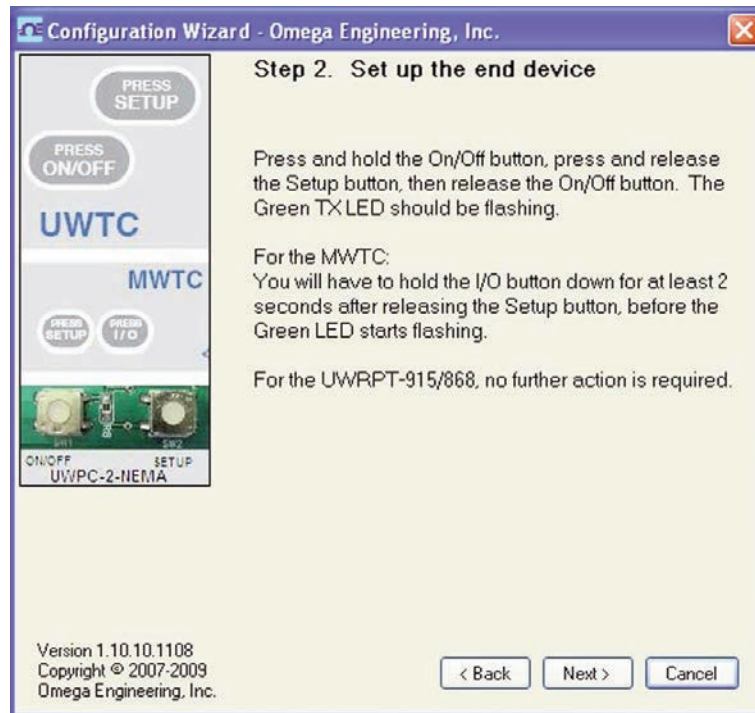 Configuration Wizard - Omega Engineering, Inc.
Step 2. Set up the end device
PRESS
SETUP
PRESS
ON/OFF
UWTC
MWTC
PRESS
SETUP
PRESS
I/O
SW1
R8
SW2
ON/OFF
SETUP
UWPC-2-NEMA
Press and hold the On/Off button, press and release
the Setup button, then release the On/Off button. The
Green TX LED should be flashing.
For the MWTC:
You will have to hold the I/O button down for at least 2
seconds after releasing the Setup button, before the
Green LED starts flashing.
For the UWRPT-915/868, no further action is required.
Version 1.10.10.1108
Copyright © 2007-2009
Omega Engineering, Inc.
< Back
Next >
Cancel